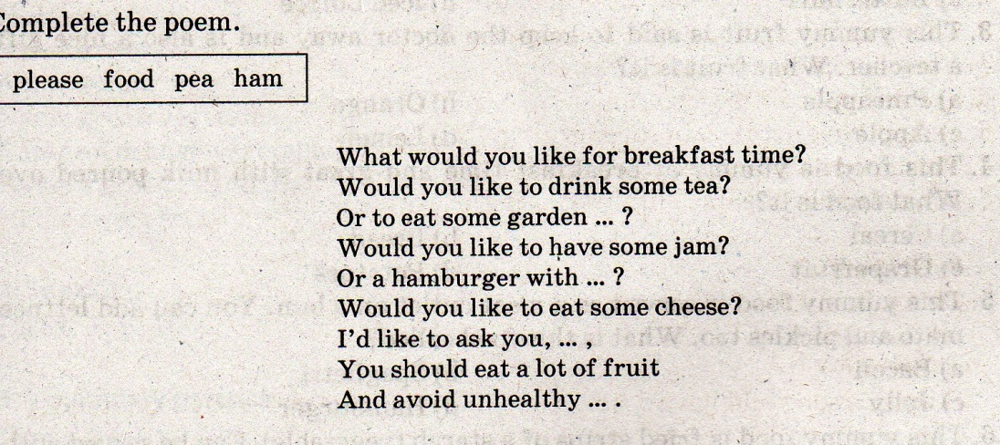 Complete the poem.
please food pea ham
What would you like for breakfast time?
Would you like to drink some tea?
Or to eat some garden ... ?
Would you like to have some jam?
Or a hamburger with ... ?
Would you like to eat some cheese?
I'd like to ask you, ... ,
You should eat a lot of fruit
And avoid unhealthy ... .